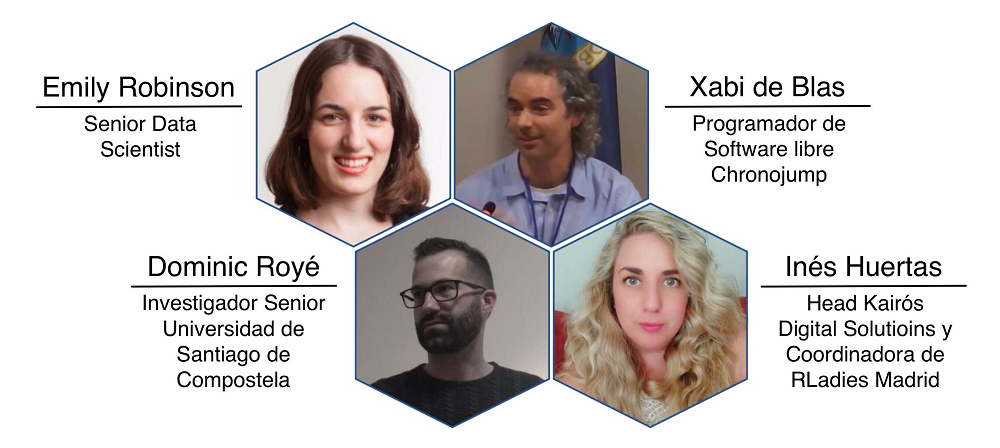 Emily Robinson
Senior Data
Scientist
Xabi de Blas
Programador de
Software libre
Chronojump
Dominic Royé
Investigador Senior
Universidad de
Santiago de
Compostela
Inés Huertas
Head Kairós
Digital Solutioins y
Coordinadora de
RLadies Madrid